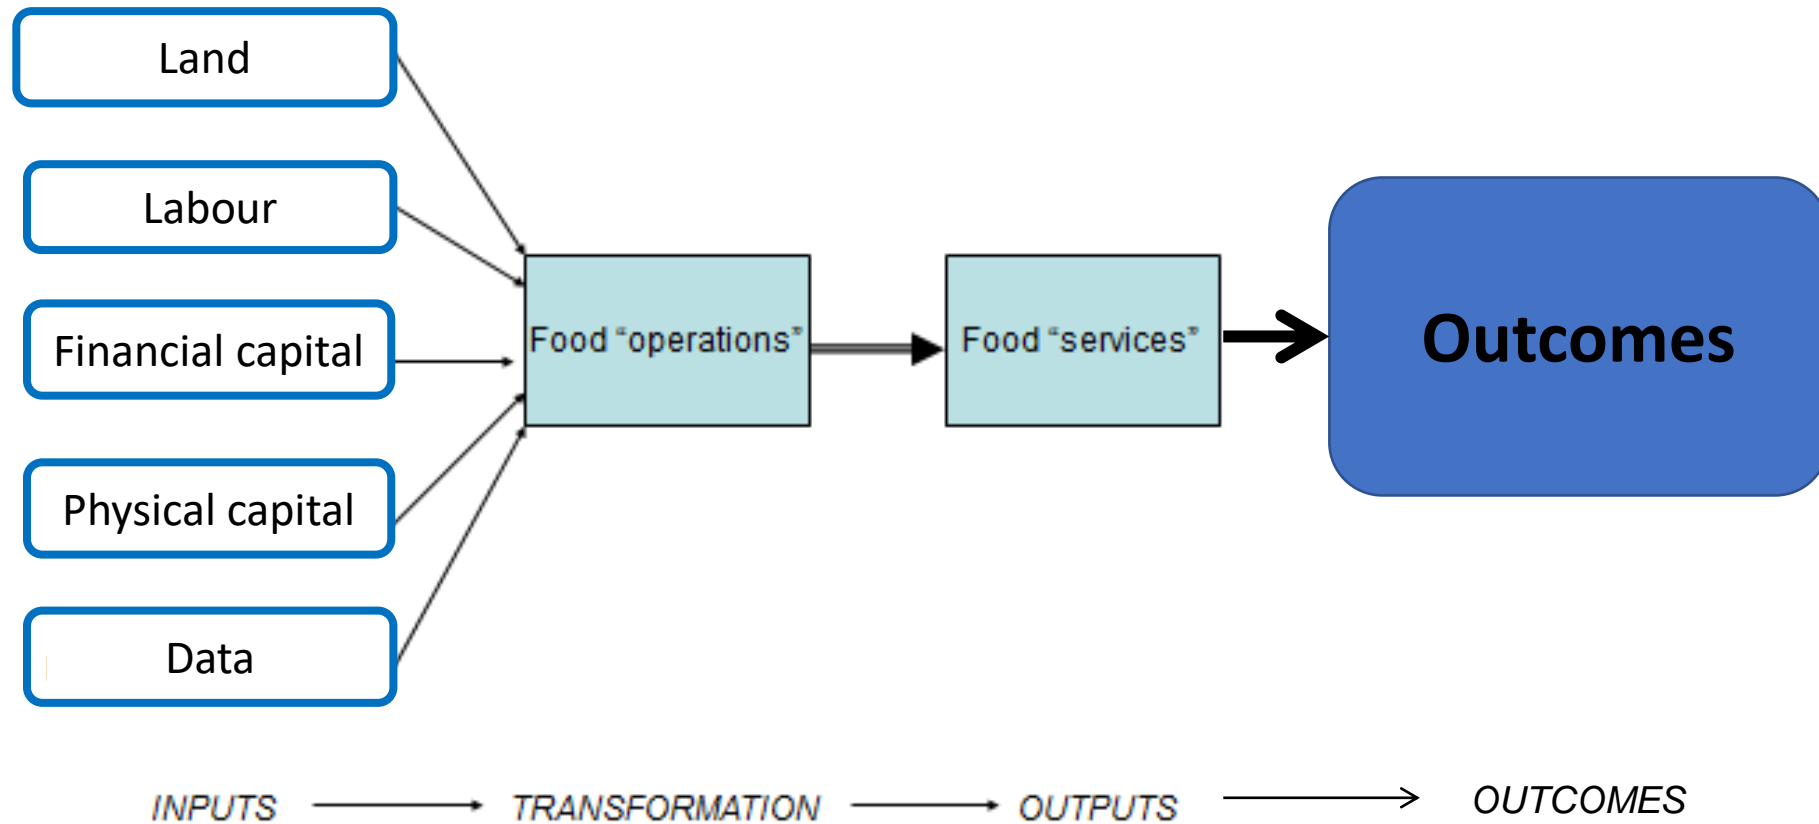 Land
Labour
Financial capital
Physical capital
Data
Food “operations”
Food “services”
Outcomes
INPUTS
TRANSFORMATION
OUTPUTS
OUTCOMES